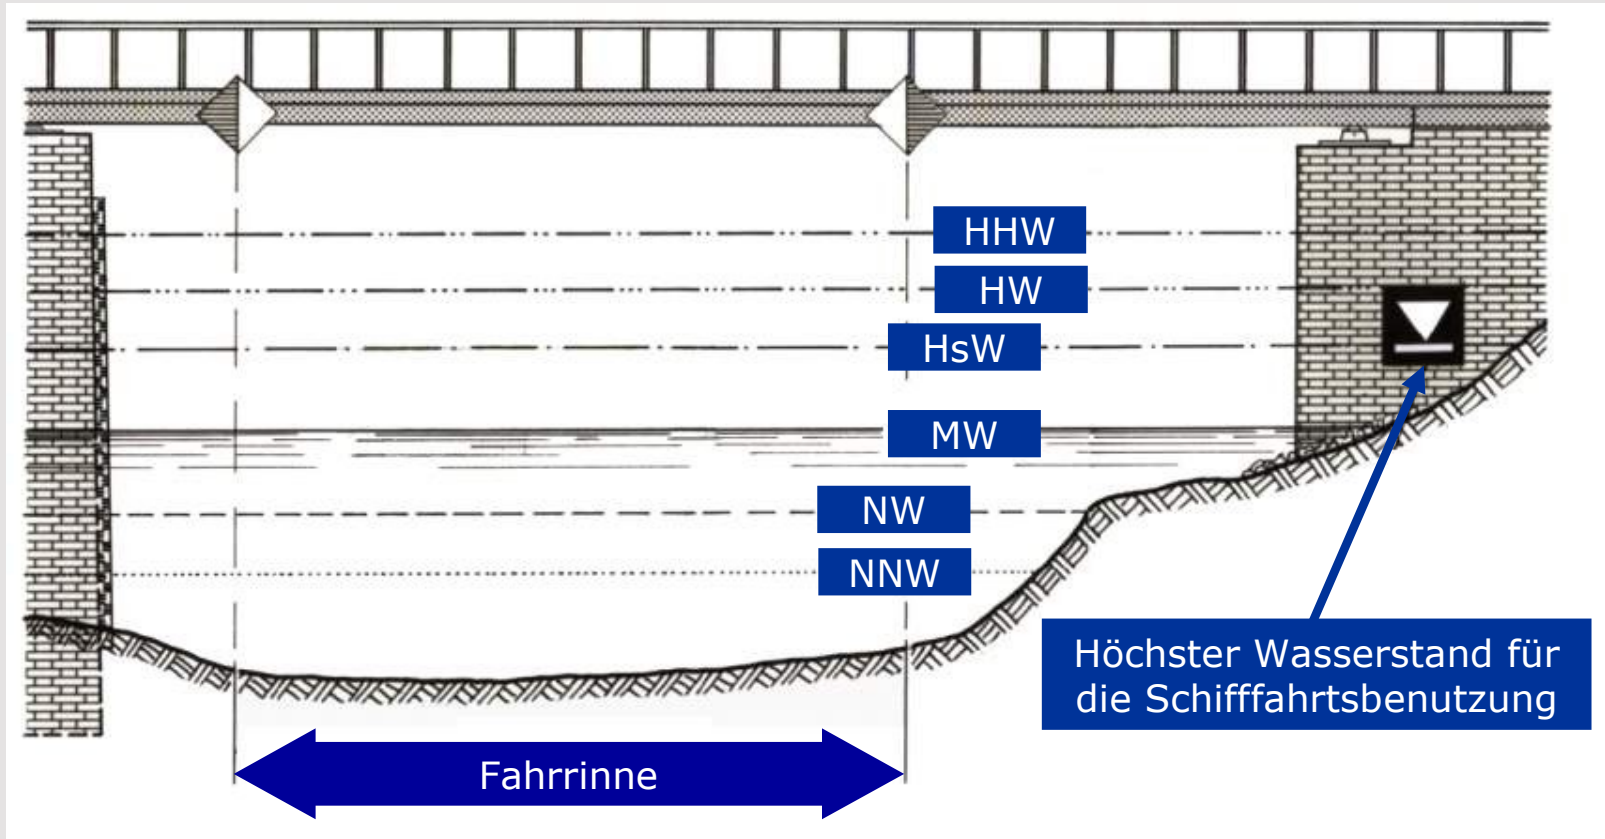 HHW
HW
HsW
MW
NW
NNW
Höchster Wasserstand für
die Schifffahrtsbenutzung
Fahrrinne